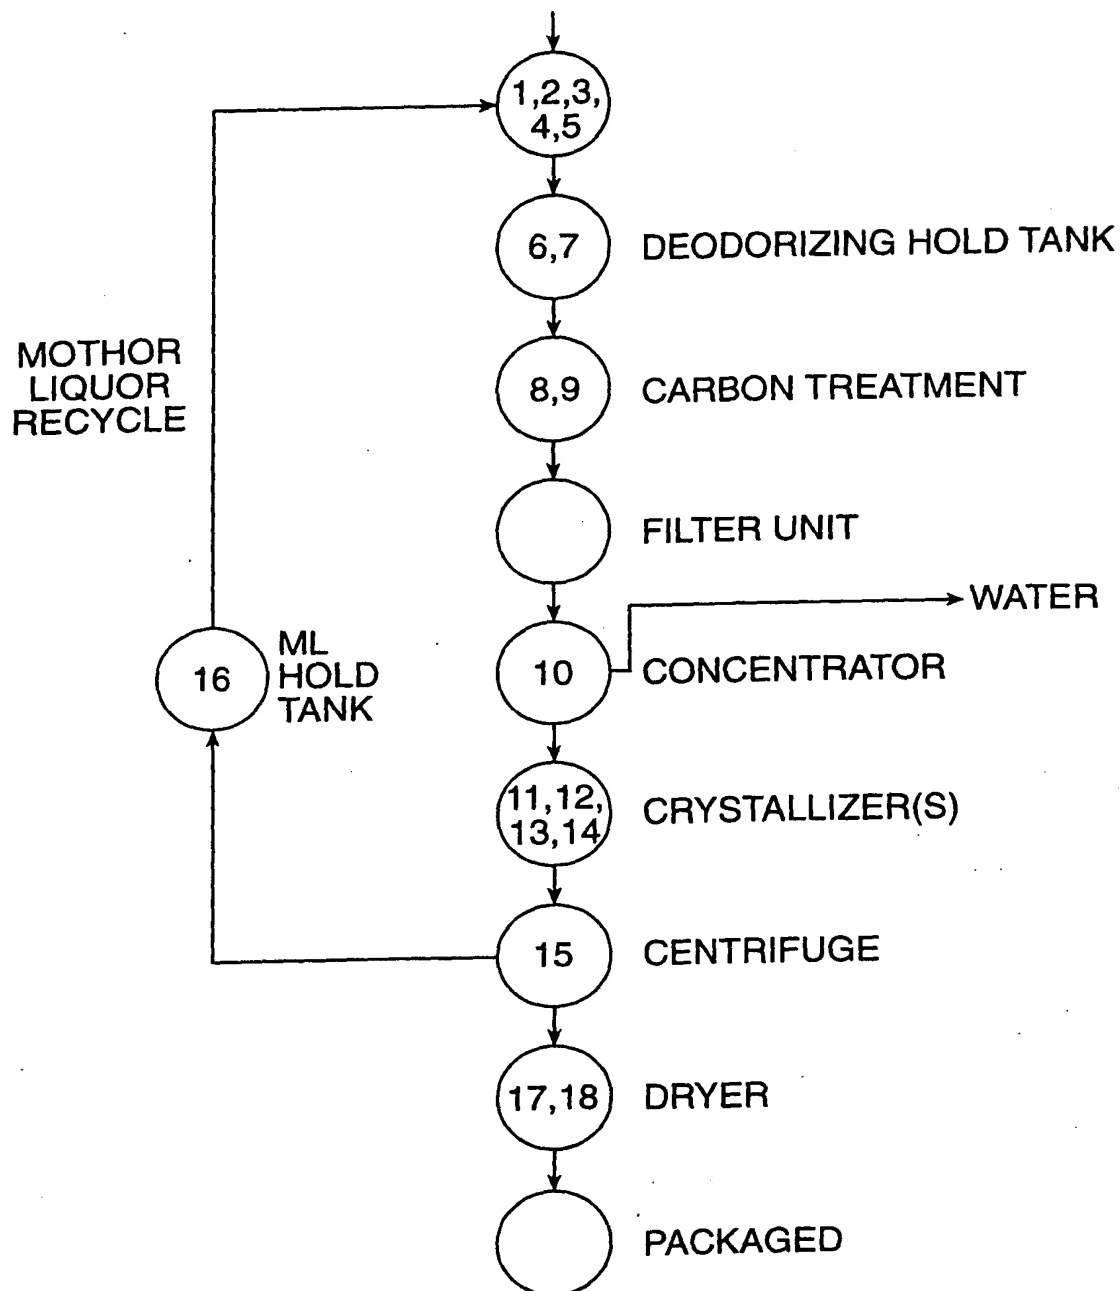 1,2,3,
4,5
6,7
DEODORIZING HOLD TANK
8,9
CARBON TREATMENT
MOTHOR
LIQUOR
RECYCLE
FILTER UNIT
WATER
10
CONCENTRATOR
16
ML
HOLD
TANK
11,12,
13,14
CRYSTALLIZER(S)
15
CENTRIFUGE
17,18
DRYER
PACKAGED